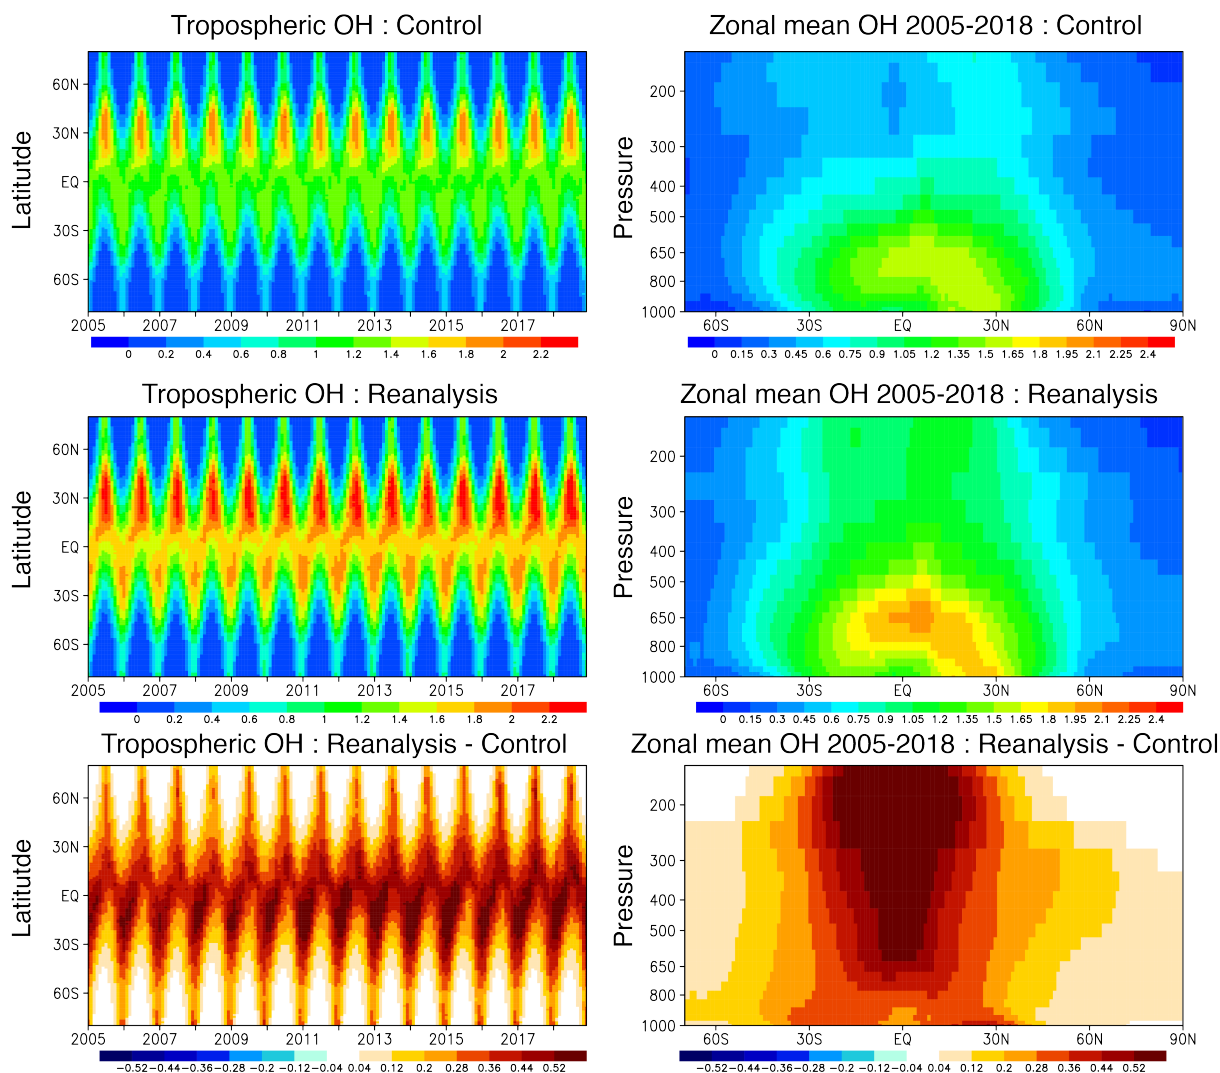 Tropospheric OH : Control
Zonal mean OH 2005-2018 : Control
Latitutde
60N
30N
EQ
30S
60S
2005 2007 2009 2011 2013 2015 2017
0 0.2 0.4 0.6 0.8 1 1.2 1.4 1.6 1.8 2 2.2
Pressure
200
300
400
500
650
800
1000
60S 30S EQ 30N 60N 90N
0 0.15 0.3 0.45 0.6 0.75 0.9 1.05 1.2 1.35 1.5 1.65 1.8 1.95 2.1 2.25 2.4
Tropospheric OH : Reanalysis
Zonal mean OH 2005-2018 : Reanalysis
Latitutde
60N
30N
EQ
30S
60S
2005 2007 2009 2011 2013 2015 2017
0 0.2 0.4 0.6 0.8 1 1.2 1.4 1.6 1.8 2 2.2
Pressure
200
300
400
500
650
800
1000
60S 30S EQ 30N 60N 90N
0 0.15 0.3 0.45 0.6 0.75 0.9 1.05 1.2 1.35 1.5 1.65 1.8 1.95 2.1 2.25 2.4
Tropospheric OH : Reanalysis - Control
Zonal mean OH 2005-2018 : Reanalysis - Control
Latitutde
60N
30N
EQ
30S
60S
2005 2007 2009 2011 2013 2015 2017
-0.52 -0.44 -0.36 -0.28 -0.2 -0.12 -0.04 0.04 0.12 0.2 0.28 0.36 0.44 0.52
Pressure
200
300
400
500
650
800
1000
60S 30S EQ 30N 60N 90N
-0.52 -0.44 -0.36 -0.28 -0.2 -0.12 -0.04 0.04 0.12 0.2 0.28 0.36 0.44 0.52